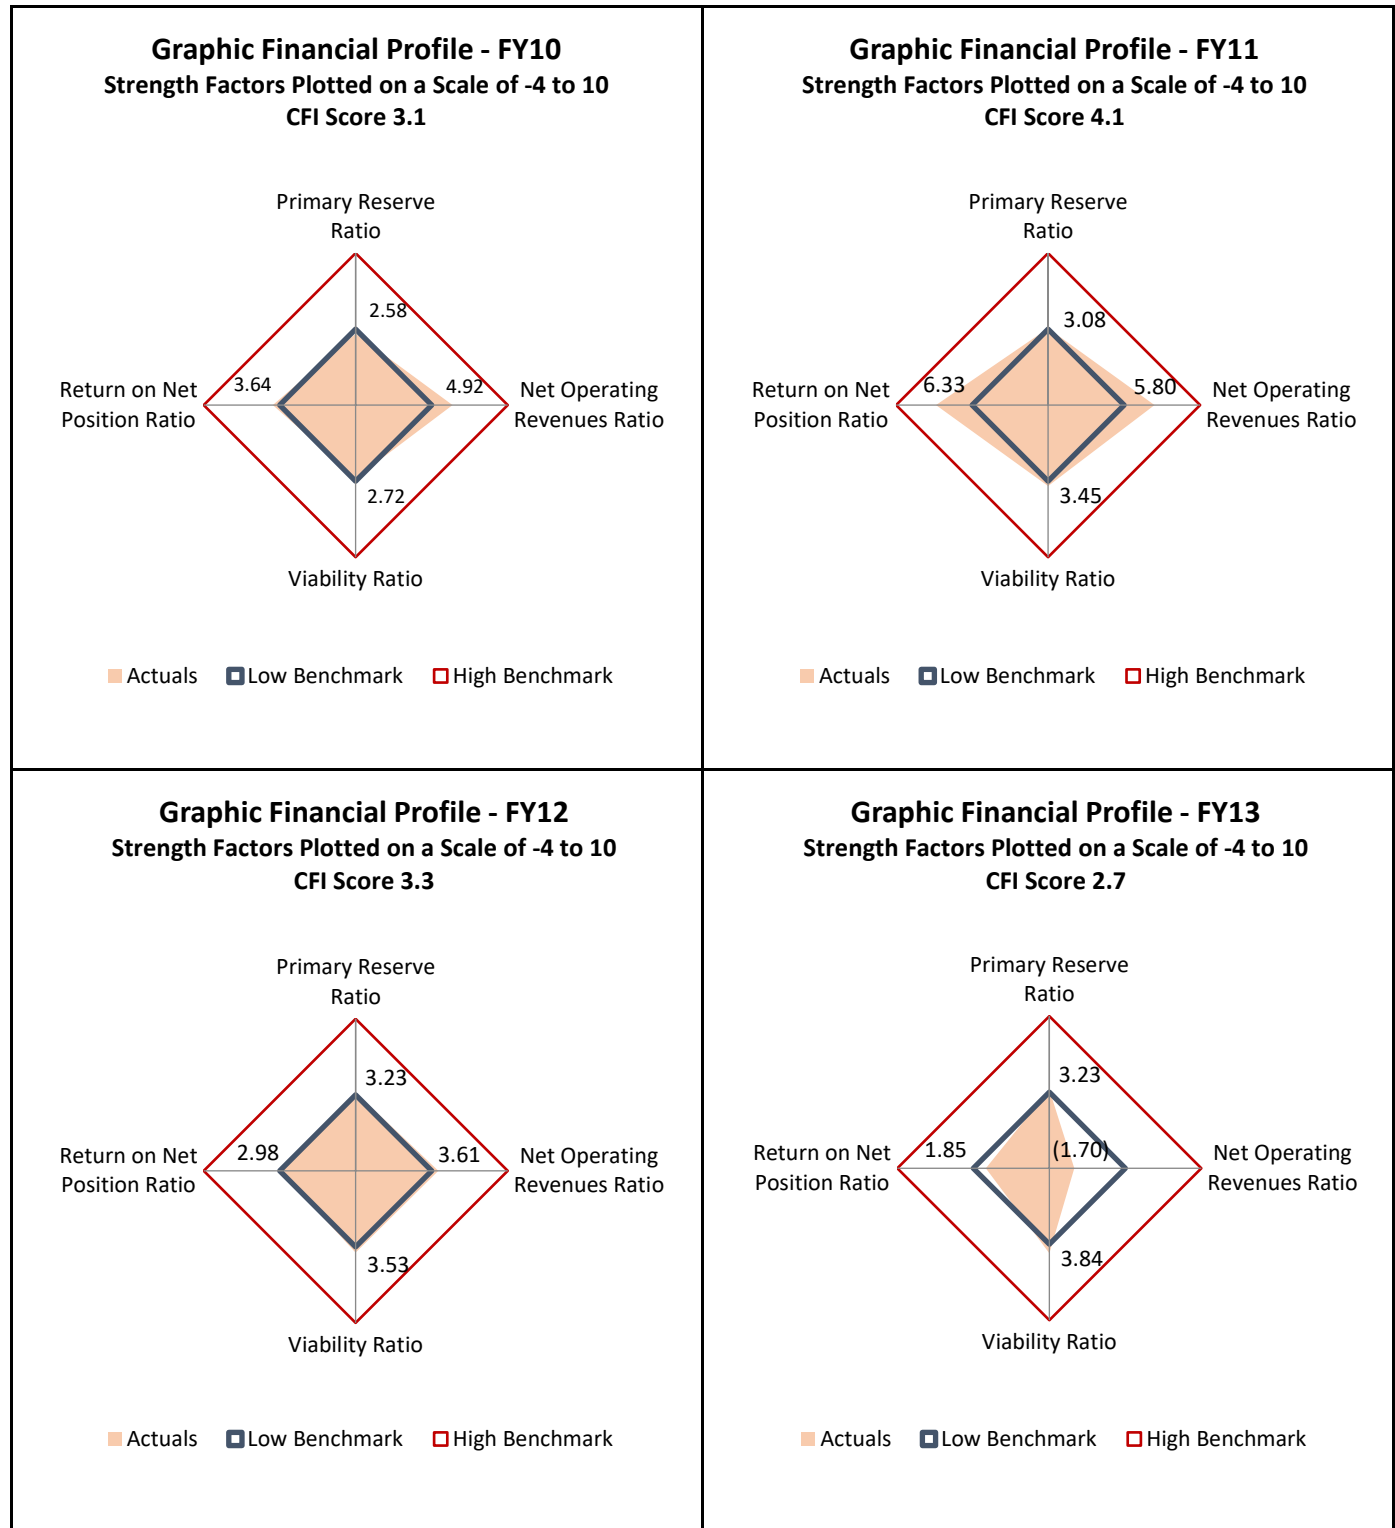 Graphic Financial Profile - FY10
Strength Factors Plotted on a Scale of -4 to 10
CFI Score 3.1
Primary Reserve
Ratio
2.58
Return on Net
Position Ratio
3.64
4.92
Net Operating
Revenues Ratio
2.72
Viability Ratio
Actuals
Low Benchmark
High Benchmark
Graphic Financial Profile - FY11
Strength Factors Plotted on a Scale of -4 to 10
CFI Score 4.1
Primary Reserve
Ratio
3.08
Return on Net
Position Ratio
6.33
5.80
Net Operating
Revenues Ratio
3.45
Viability Ratio
Actuals
Low Benchmark
High Benchmark
Graphic Financial Profile - FY12
Strength Factors Plotted on a Scale of -4 to 10
CFI Score 3.3
Primary Reserve
Ratio
3.23
Return on Net
Position Ratio
2.98
3.61
Net Operating
Revenues Ratio
3.53
Viability Ratio
Actuals
Low Benchmark
High Benchmark
Graphic Financial Profile - FY13
Strength Factors Plotted on a Scale of -4 to 10
CFI Score 2.7
Primary Reserve
Ratio
3.23
Return on Net
Position Ratio
1.85
(1.70)
Net Operating
Revenues Ratio
3.84
Viability Ratio
Actuals
Low Benchmark
High Benchmark